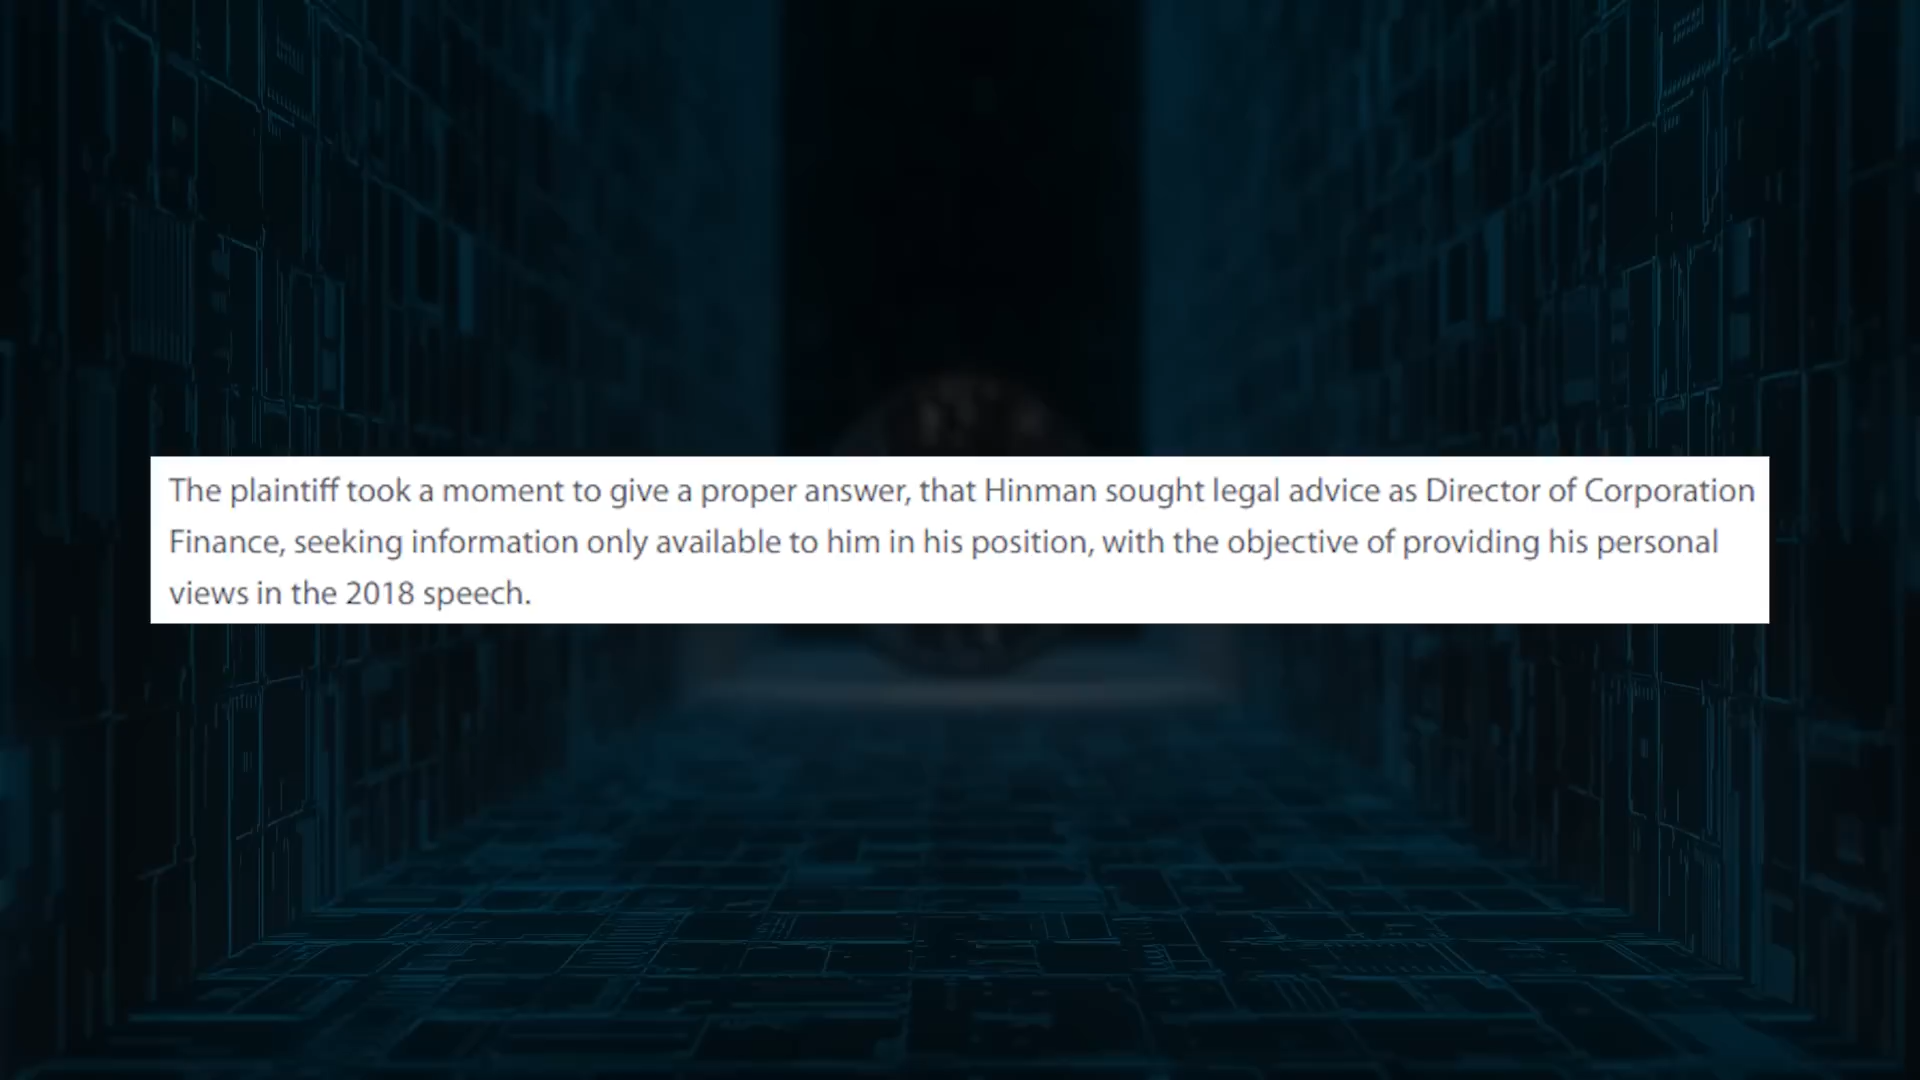 The plaintiff took a moment to give a proper answer, that Hinman sought legal advice as Director of Corporation
Finance, seeking information only available to him in his position, with the objective of providing his personal
views in the 2018 speech.